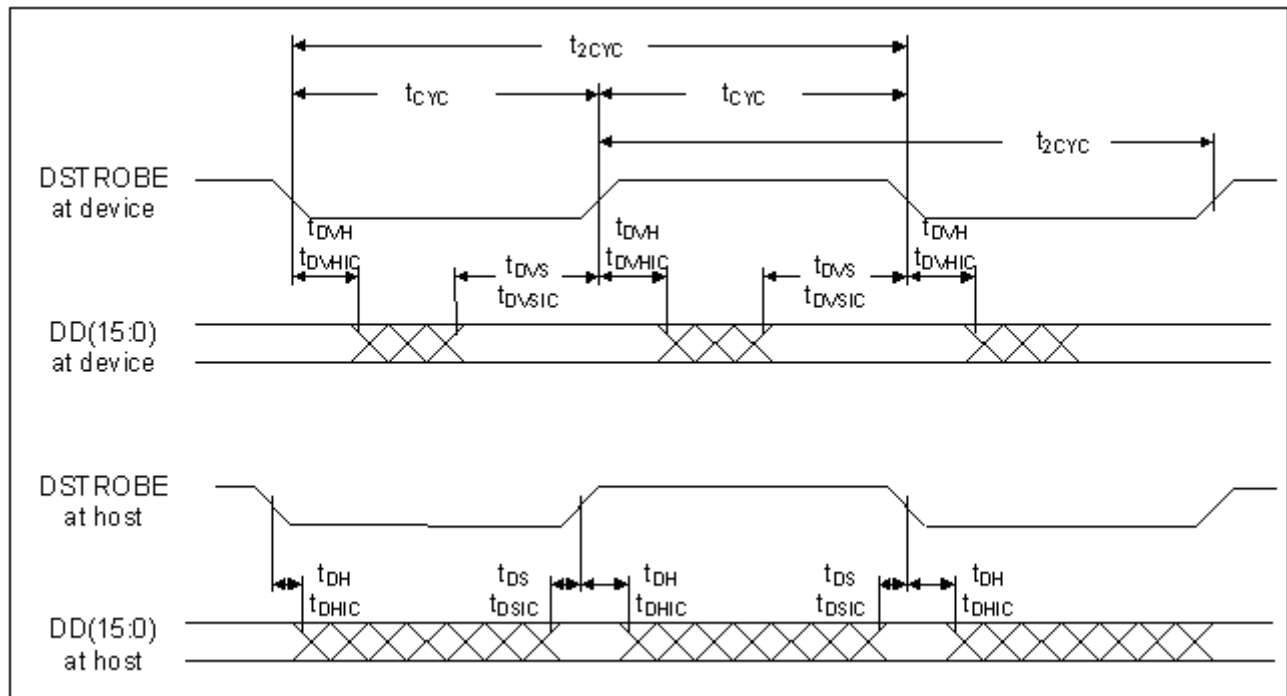 t2CYC
tCYC tCYC
t2CYC
DSTROBE
at device
tDVH tDVH tDVH
tDVHIC tDVS tDVHIC tDVS tDVHIC
tDVSIC tDVSIC
DD(15:0)
at device
DSTROBE
at host
tDH tDS tDH tDS tDH
tDHIC tDSIC tDHIC tDSIC tDHIC
DD(15:0)
at host